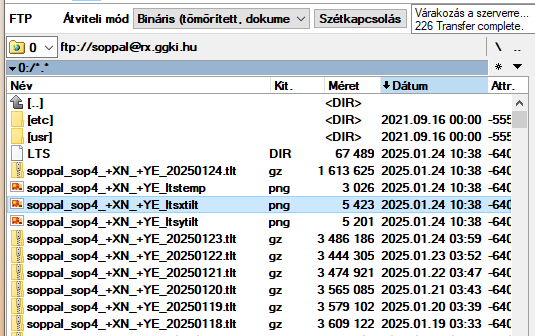 FTP Átviteli mód Bináris (tömörített, dokume Szétkapcsolás Várakozás a szerverre...
226 Transfer complete.
0 ftp://soppal@rx.ggki.hu \ ..
0:/*.* *
Név Kit. Méret Dátum Attr.
[..] <DIR>
[etc] <DIR> 2021.09.16 00:00 -555
[usr] <DIR> 2021.09.16 00:00 -555
LTS DIR 67 489 2025.01.24 10:38 -640
soppal_sop4_+XN_+YE_20250124.tlt gz 1 613 625 2025.01.24 10:38 -640
soppal_sop4_+XN_+YE_ltstemp png 3 026 2025.01.24 10:38 -640
soppal_sop4_+XN_+YE_ltsxtilt png 5 423 2025.01.24 10:38 -640
soppal_sop4_+XN_+YE_ltsytilt png 5 201 2025.01.24 10:38 -640
soppal_sop4_+XN_+YE_20250123.tlt gz 3 486 186 2025.01.24 03:59 -640
soppal_sop4_+XN_+YE_20250122.tlt gz 3 444 305 2025.01.23 03:52 -640
soppal_sop4_+XN_+YE_20250121.tlt gz 3 474 921 2025.01.22 03:47 -640
soppal_sop4_+XN_+YE_20250120.tlt gz 3 565 085 2025.01.21 03:43 -640
soppal_sop4_+XN_+YE_20250119.tlt gz 3 579 102 2025.01.20 03:39 -640
soppal_sop4_+XN_+YE_20250118.tlt gz 3 609 122 2025.01.19 03:33 -640